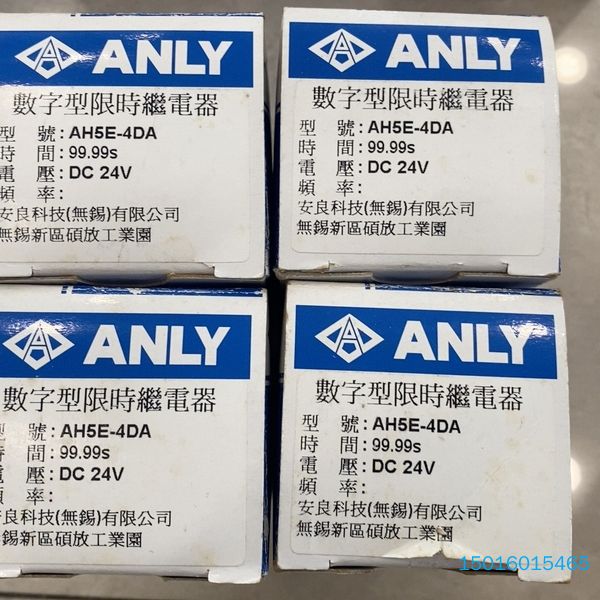 ANLY
數字型限時繼電器
型 號: AH5E-4DA
時 間: 99.99s
電 壓: DC 24V
頻 率:
安良科技(無錫)有限公司
無錫新區碩放工業園
ANLY
數字型限時繼電器
型 號: AH5E-4DA
時 間: 99.99s
電 壓: DC 24V
頻 率:
安良科技(無錫)有限公司
無錫新區碩放工業園
ANLY
數字型限時繼電器
型 號: AH5E-4DA
時 間: 99.99s
電 壓: DC 24V
頻 率:
安良科技(無錫)有限公司
無錫新區碩放工業園
ANLY
數字型限時繼電器
型 號: AH5E-4DA
時 間: 99.99s
電 壓: DC 24V
頻 率:
安良科技(無錫)有限公司
無錫新區碩放工業園
15016015465